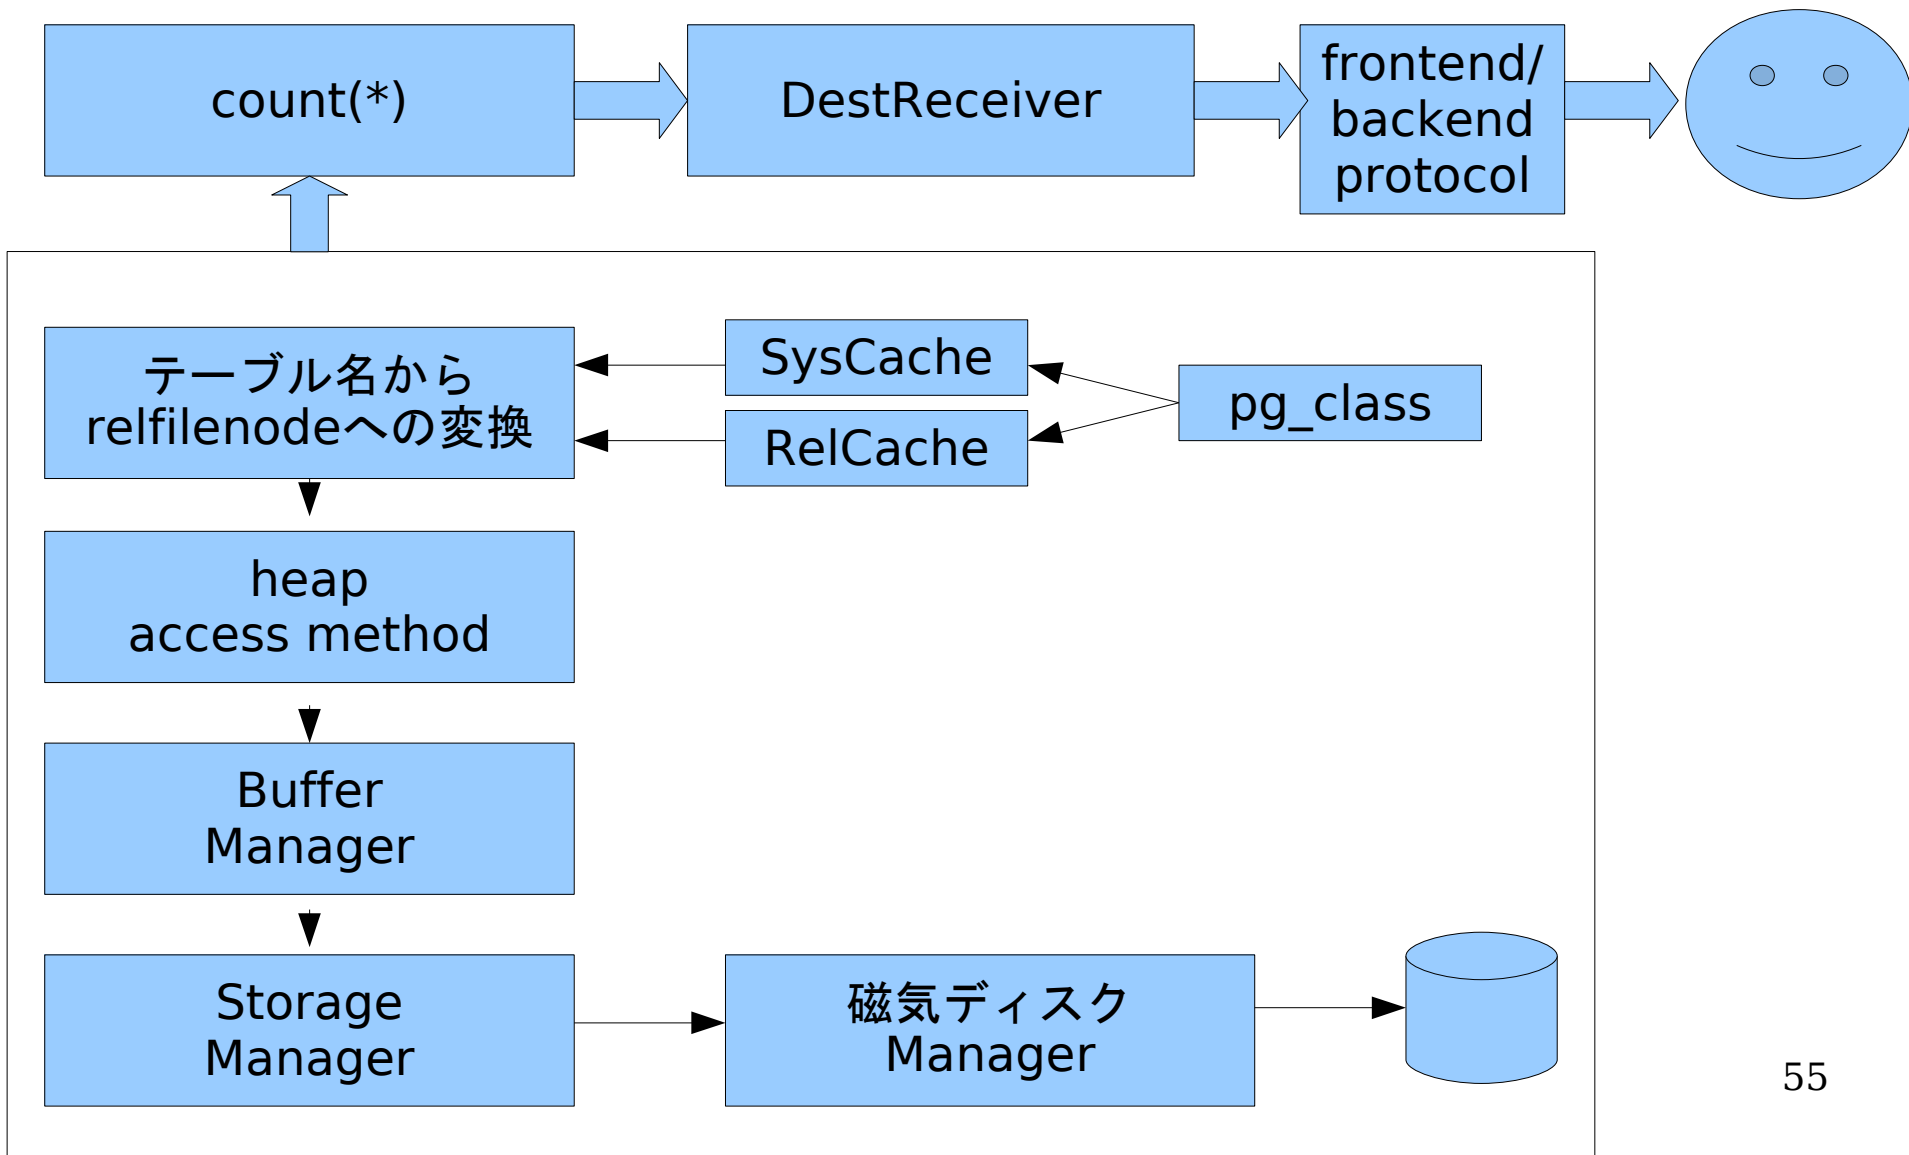 count(*)
DestReceiver
frontend/
backend
protocol
テーブル名から
relfilenodeへの変換
SysCache
RelCache
pg_class
heap
access method
Buffer
Manager
Storage
Manager
磁気ディスク
Manager
55